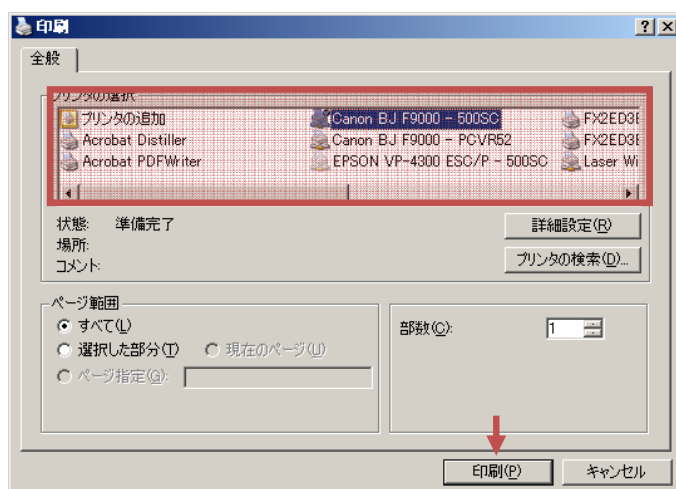 印刷
全般
プリンタの選択
プリンタの追加 Canon BJ F9000 - 500SC FX2ED3E
Acrobat Distiller Canon BJ F9000 - PCVR52 FX2ED3E
Acrobat PDFWriter EPSON VP-4300 ESC/P - 500SC Laser Wi
状態: 準備完了 詳細設定(R)
場所:
コメント: プリンタの検索(D)...
ページ範囲
すべて(L) 部数(C): 1
選択した部分(T) 現在のページ(U)
ページ指定(G):
印刷(P) キャンセル